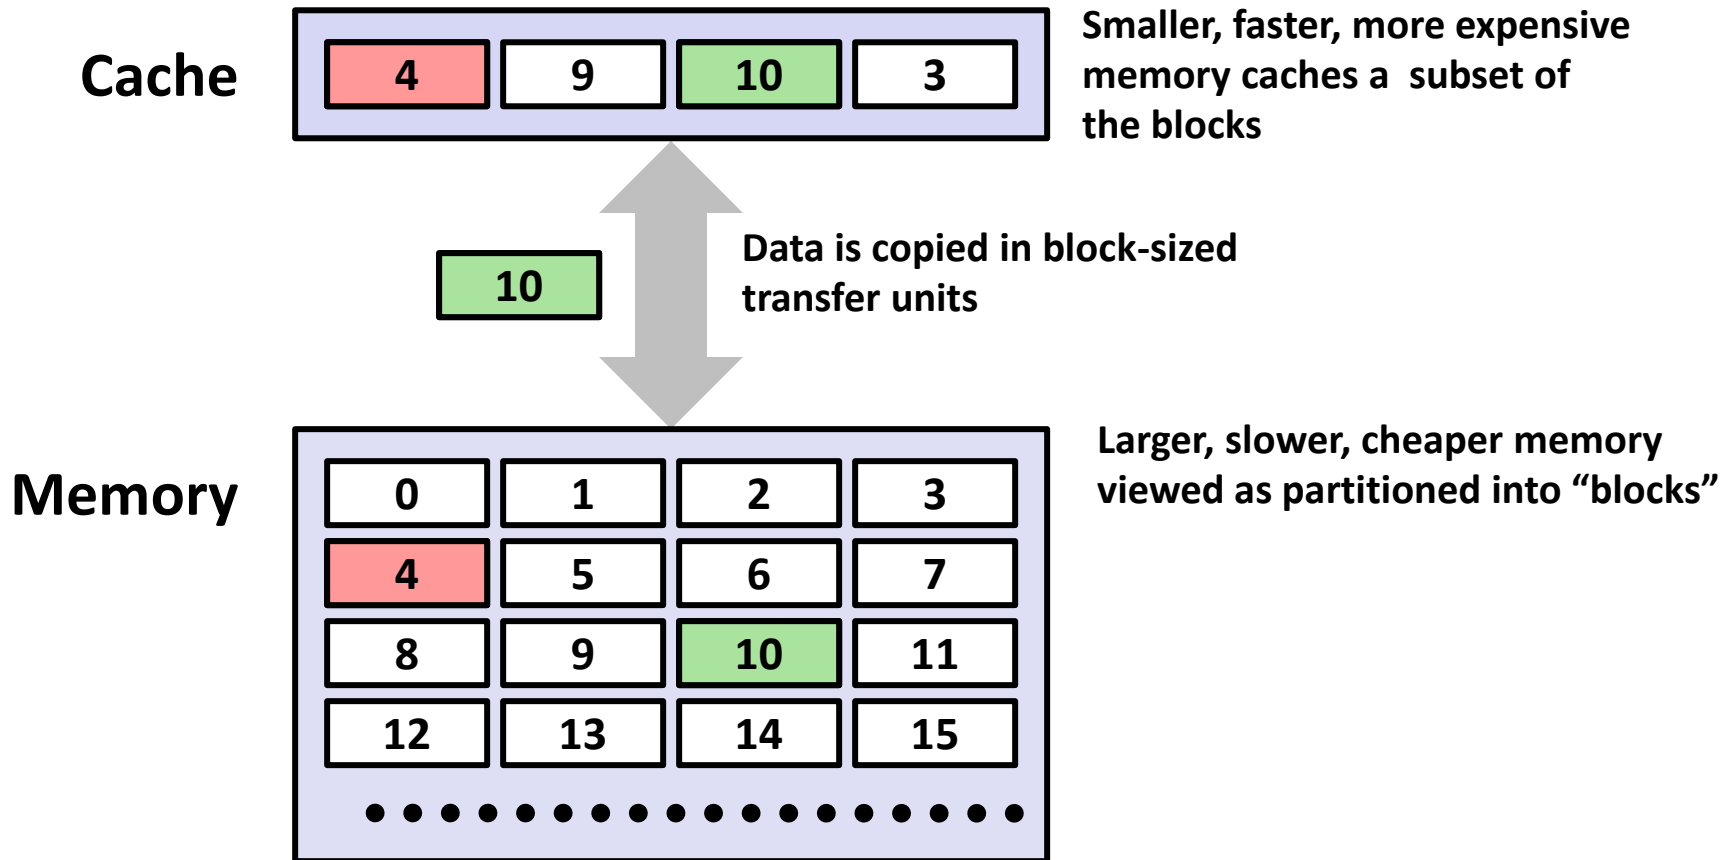 Cache
4 9 10 3
Smaller, faster, more expensive
memory caches a  subset of
the blocks
10
Data is copied in block-sized
transfer units
Memory
Larger, slower, cheaper memory
viewed as partitioned into “blocks”
0 1 2 3
4 5 6 7
8 9 10 11
12 13 14 15